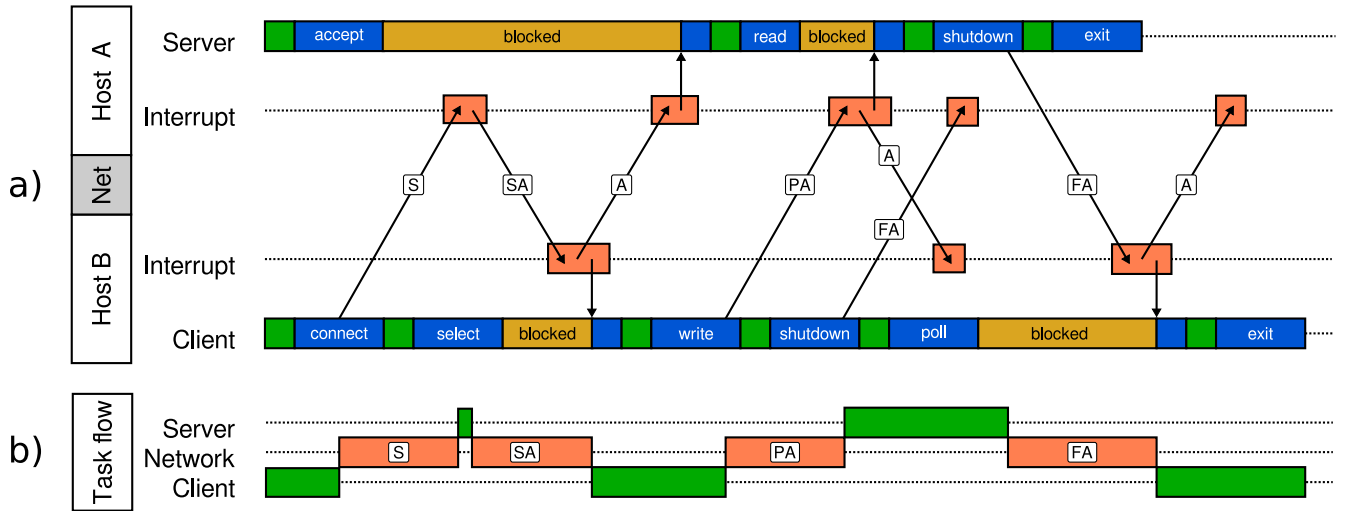 a)
Host A
Net
Host B
Server
accept
blocked
read
blocked
shutdown
exit
Interrupt
S
SA
A
PA
A
FA
FA
A
Interrupt
Client
connect
select
blocked
write
shutdown
poll
blocked
exit
b)
Task flow
Server
Network
S
SA
PA
FA
Client